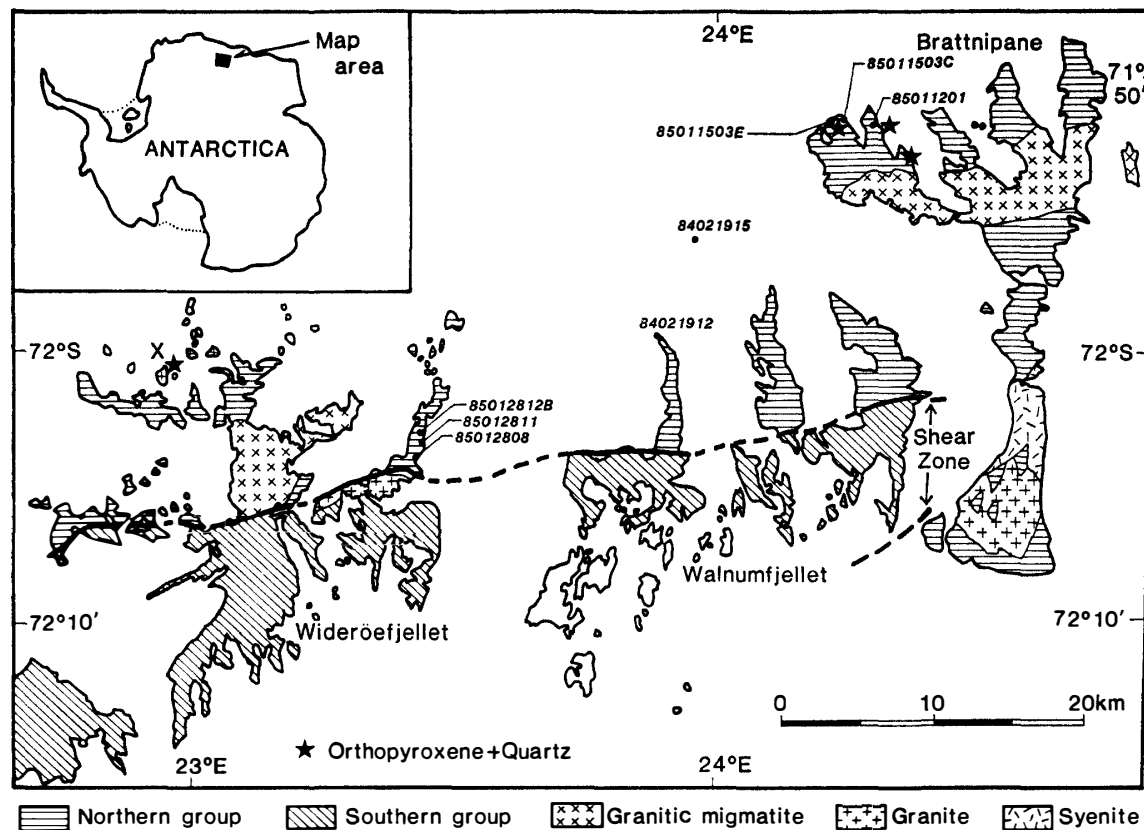 Map
area
ANTARCTICA
24°E
Brattnipane
71°
50'
85011503C
85011201
85011503E
84021915
84021912
72°S
72°S
X
85012812B
85012811
85012808
Shear
Zone
Walnumfjellet
72°10'
72°10'
Wideröefjellet
0 10 20km
★ Orthopyroxene+Quartz
23°E
24°E
Northern group Southern group Granitic migmatite Granite Syenite